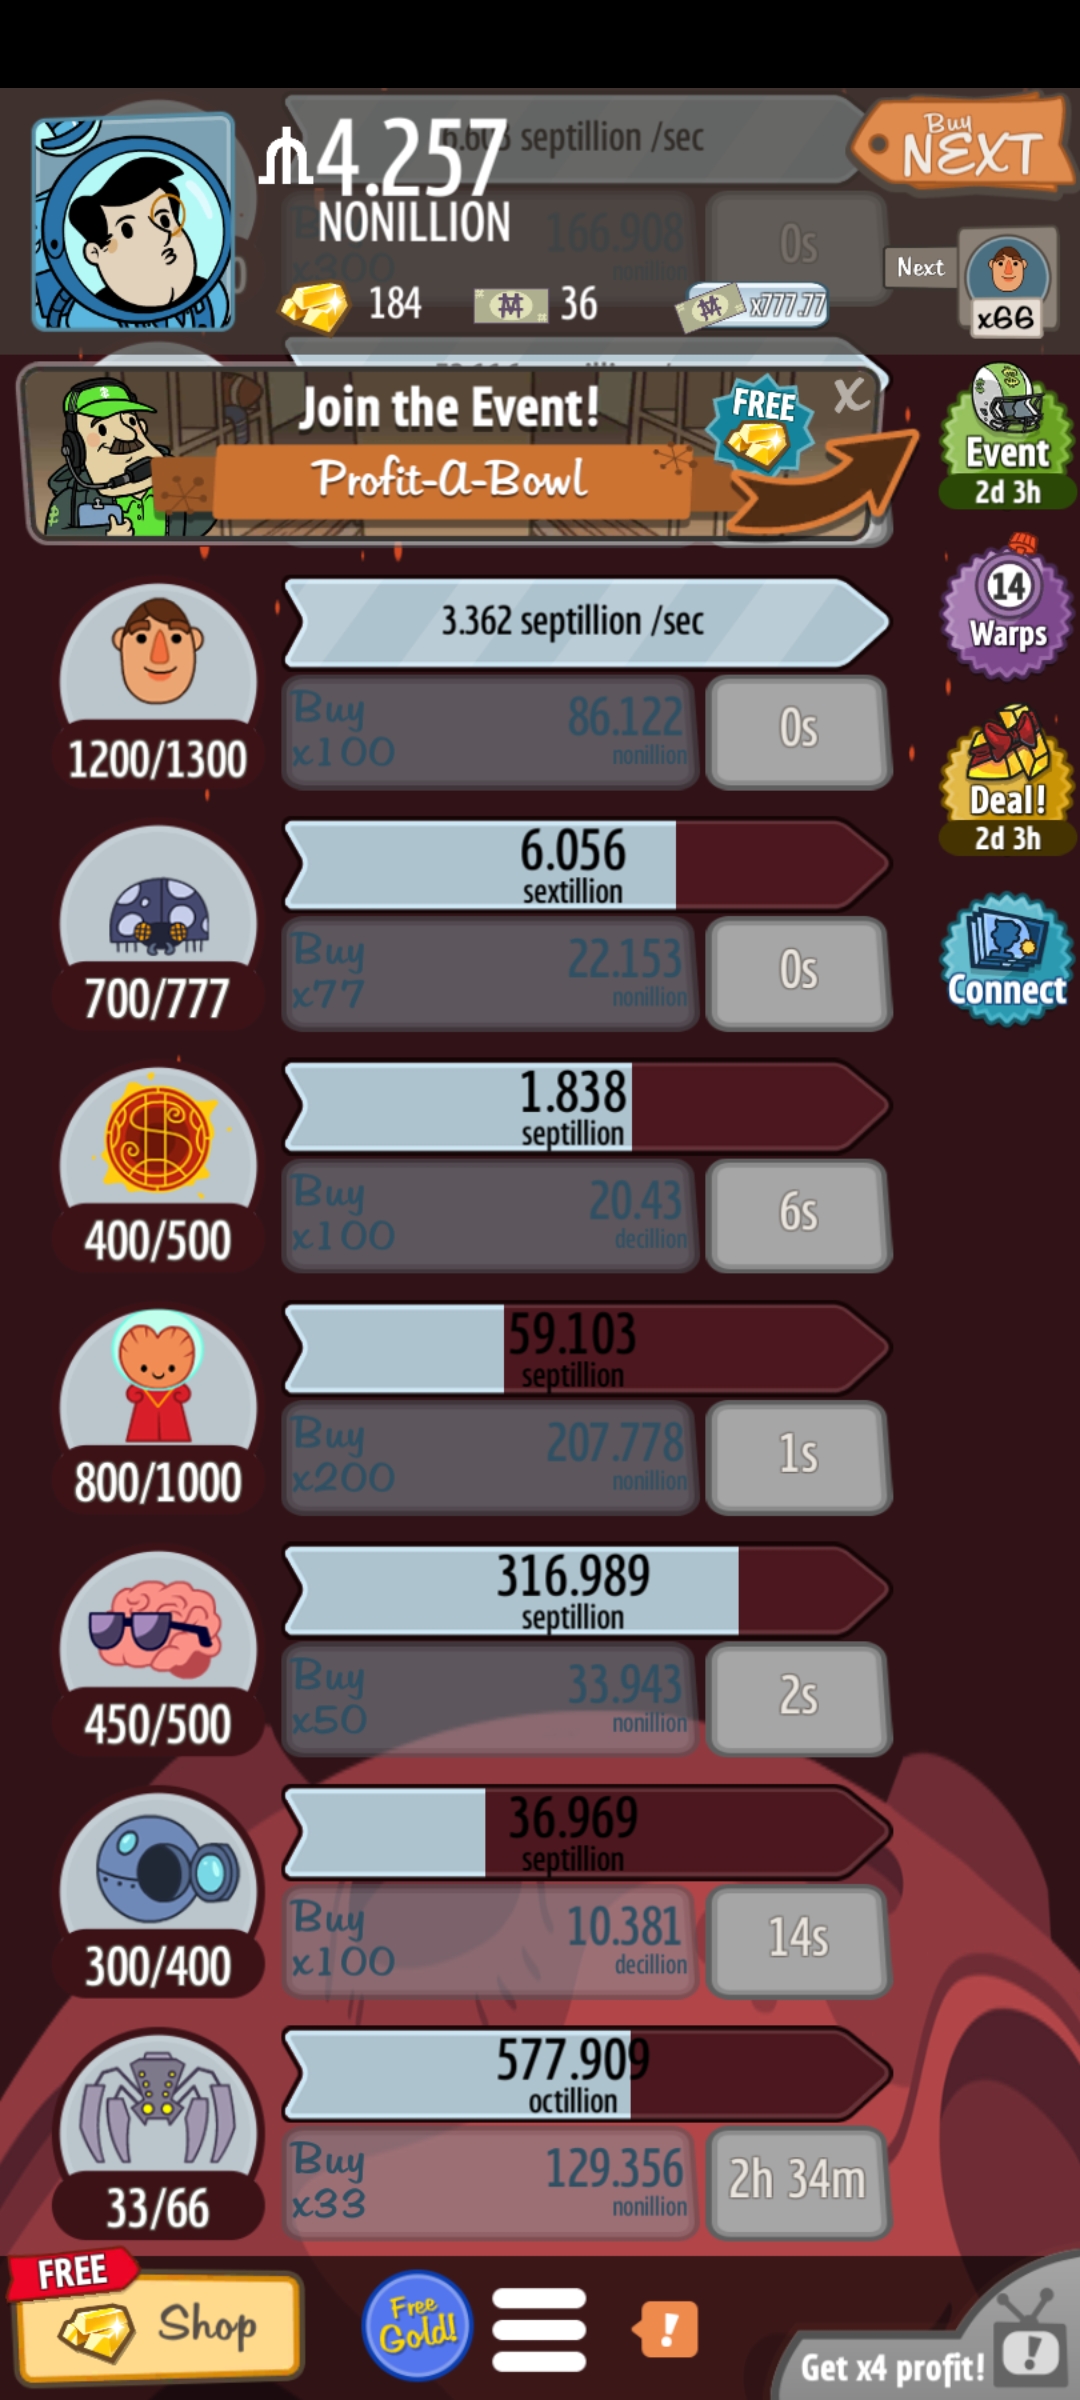 4.257
6.603 septillion /sec
NONILLION
Buy
NEXT
166.908
nonillion
x300
0s
184
36
x777.77
Next
x66
Join the Event!
Profit-A-Bowl
FREE
X
Event
2d 3h
3.362 septillion /sec
14
Warps
1200/1300
Buy
x100
86.122
nonillion
0s
Deal!
2d 3h
6.056
sextillion
700/777
Buy
x77
22.153
nonillion
0s
Connect
1.838
septillion
400/500
Buy
x100
20.43
decillion
6s
59.103
septillion
800/1000
Buy
x200
207.778
nonillion
1s
316.989
septillion
450/500
Buy
x50
33.943
nonillion
2s
36.969
septillion
300/400
Buy
x100
10.381
decillion
14s
577.909
octillion
33/66
Buy
x33
129.356
nonillion
2h 34m
FREE
Shop
Free
Gold!
!
Get x4 profit!
!